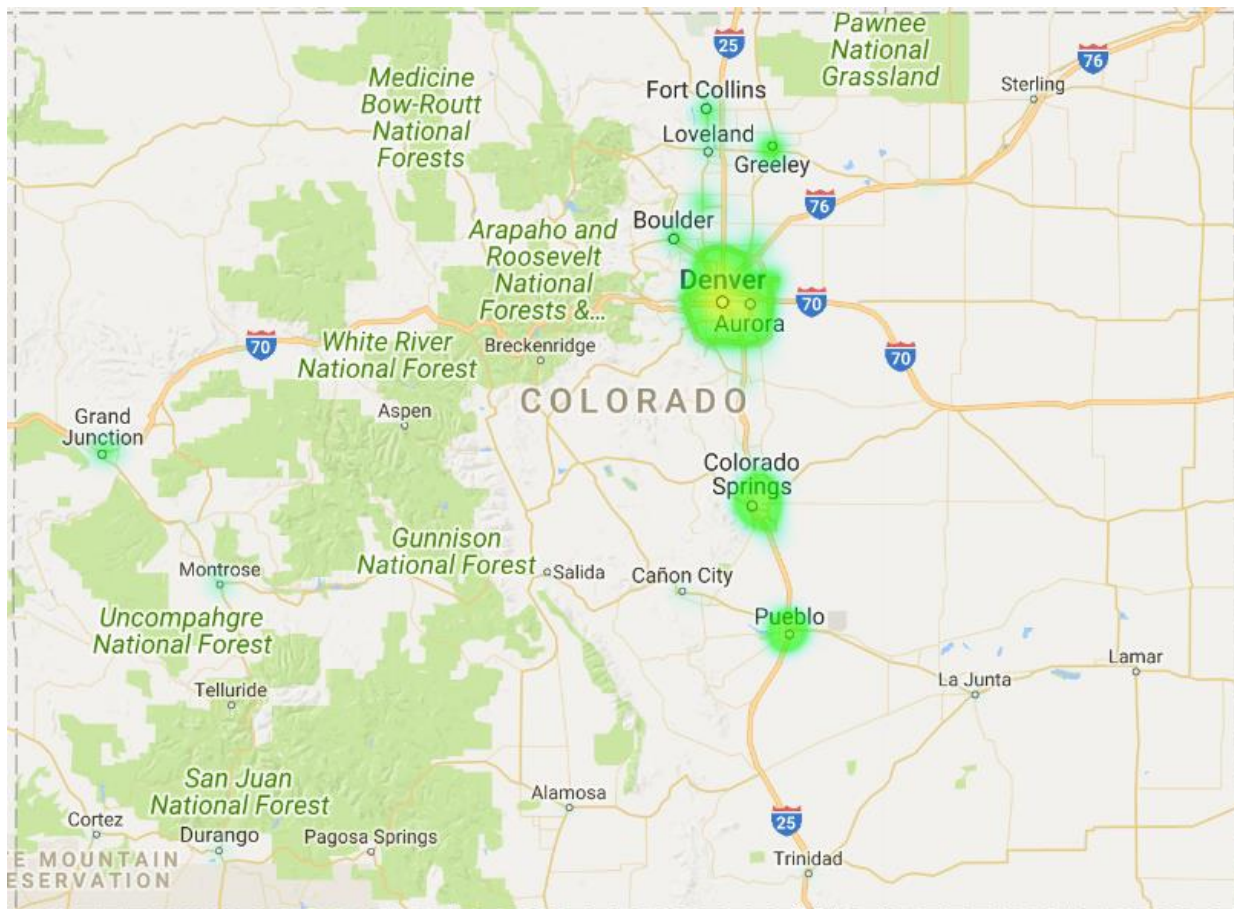 Pawnee
National
Grassland
25
76
Medicine
Bow-Routt
National
Forests
Fort Collins
Sterling
Loveland
Greeley
76
Boulder
Arapaho and
Roosevelt
National
Forests &...
Denver
70
Aurora
70
White River
National Forest
Breckenridge
70
COLORADO
Aspen
Grand
Junction
Colorado
Springs
Gunnison
National Forest
Salida
Cañon City
Montrose
Uncompahgre
National Forest
Pueblo
Lamar
La Junta
Telluride
San Juan
National Forest
Alamosa
Cortez
Durango
Pagosa Springs
25
E MOUNTAIN
ESERVATION
Trinidad